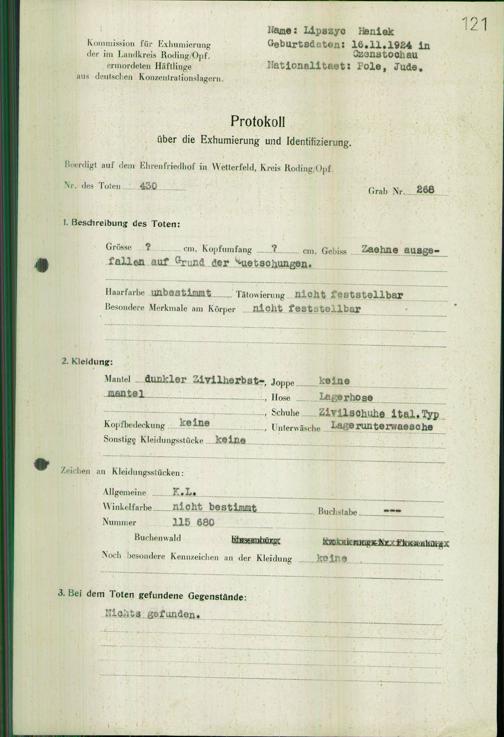 121
Name: Lipszyc Heniek
Geburtsdaten: 16.11.1924 in
Czenstochau
Nationalitaet: Pole, Jude.
Kommission für Exhumierung
der im Landkreis Roding/Opf.
ermordeten Häftlinge
aus deutschen Konzentrationslagern.
Protokoll
über die Exhumierung und Identifizierung.
Beerdigt auf dem Ehrenfriedhof in Wetterfeld, Kreis Roding/Opf.
Nr. des Toten 430 Grab Nr. 268
1. Beschreibung des Toten:
Grösse ? cm, Kopfumfang ? cm, Gebiss Zaehne ausge-
fallen auf Grund der Quetschungen.
Haarfarbe unbestimmt Tätowierung nicht feststellbar
Besondere Merkmale am Körper nicht feststellbar
2. Kleidung:
Mantel dunkler Zivilherbst-, Joppe keine
mantel , Hose Lagerhose
, Schuhe Zivilschuhe ital.Typ
Kopfbedeckung keine , Unterwäsche Lagerunterwaesche
Sonstige Kleidungsstücke keine
Zeichen an Kleidungsstücken:
Allgemeine K.L.
Winkelfarbe nicht bestimmt Buchstabe ---
Nummer 115 680
Buchenwald
Noch besondere Kennzeichen an der Kleidung keine
3. Bei dem Toten gefundene Gegenstände:
Nichts gefunden.